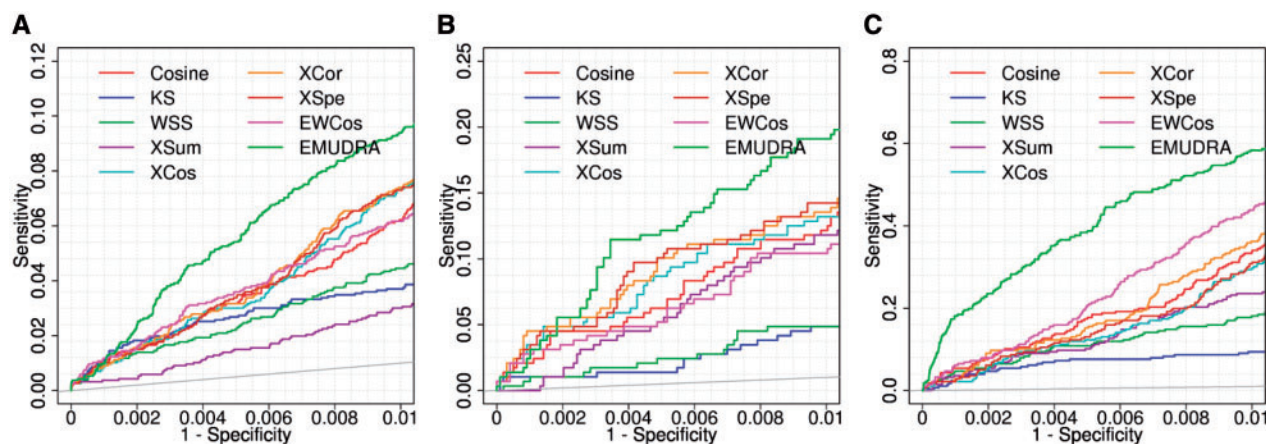 A
Sensitivity
0.00 0.02 0.04 0.06 0.08 0.10 0.12
Cosine XCor
KS XSpe
WSS EWCos
XSum EMUDRA
XCos
0 0.002 0.004 0.006 0.008 0.01
1 - Specificity
B
Sensitivity
0.00 0.05 0.10 0.15 0.20 0.25
Cosine XCor
KS XSpe
WSS EWCos
XSum EMUDRA
XCos
0 0.002 0.004 0.006 0.008 0.01
1 - Specificity
C
Sensitivity
0.0 0.2 0.4 0.6 0.8
Cosine XCor
KS XSpe
WSS EWCos
XSum EMUDRA
XCos
0 0.002 0.004 0.006 0.008 0.01
1 - Specificity